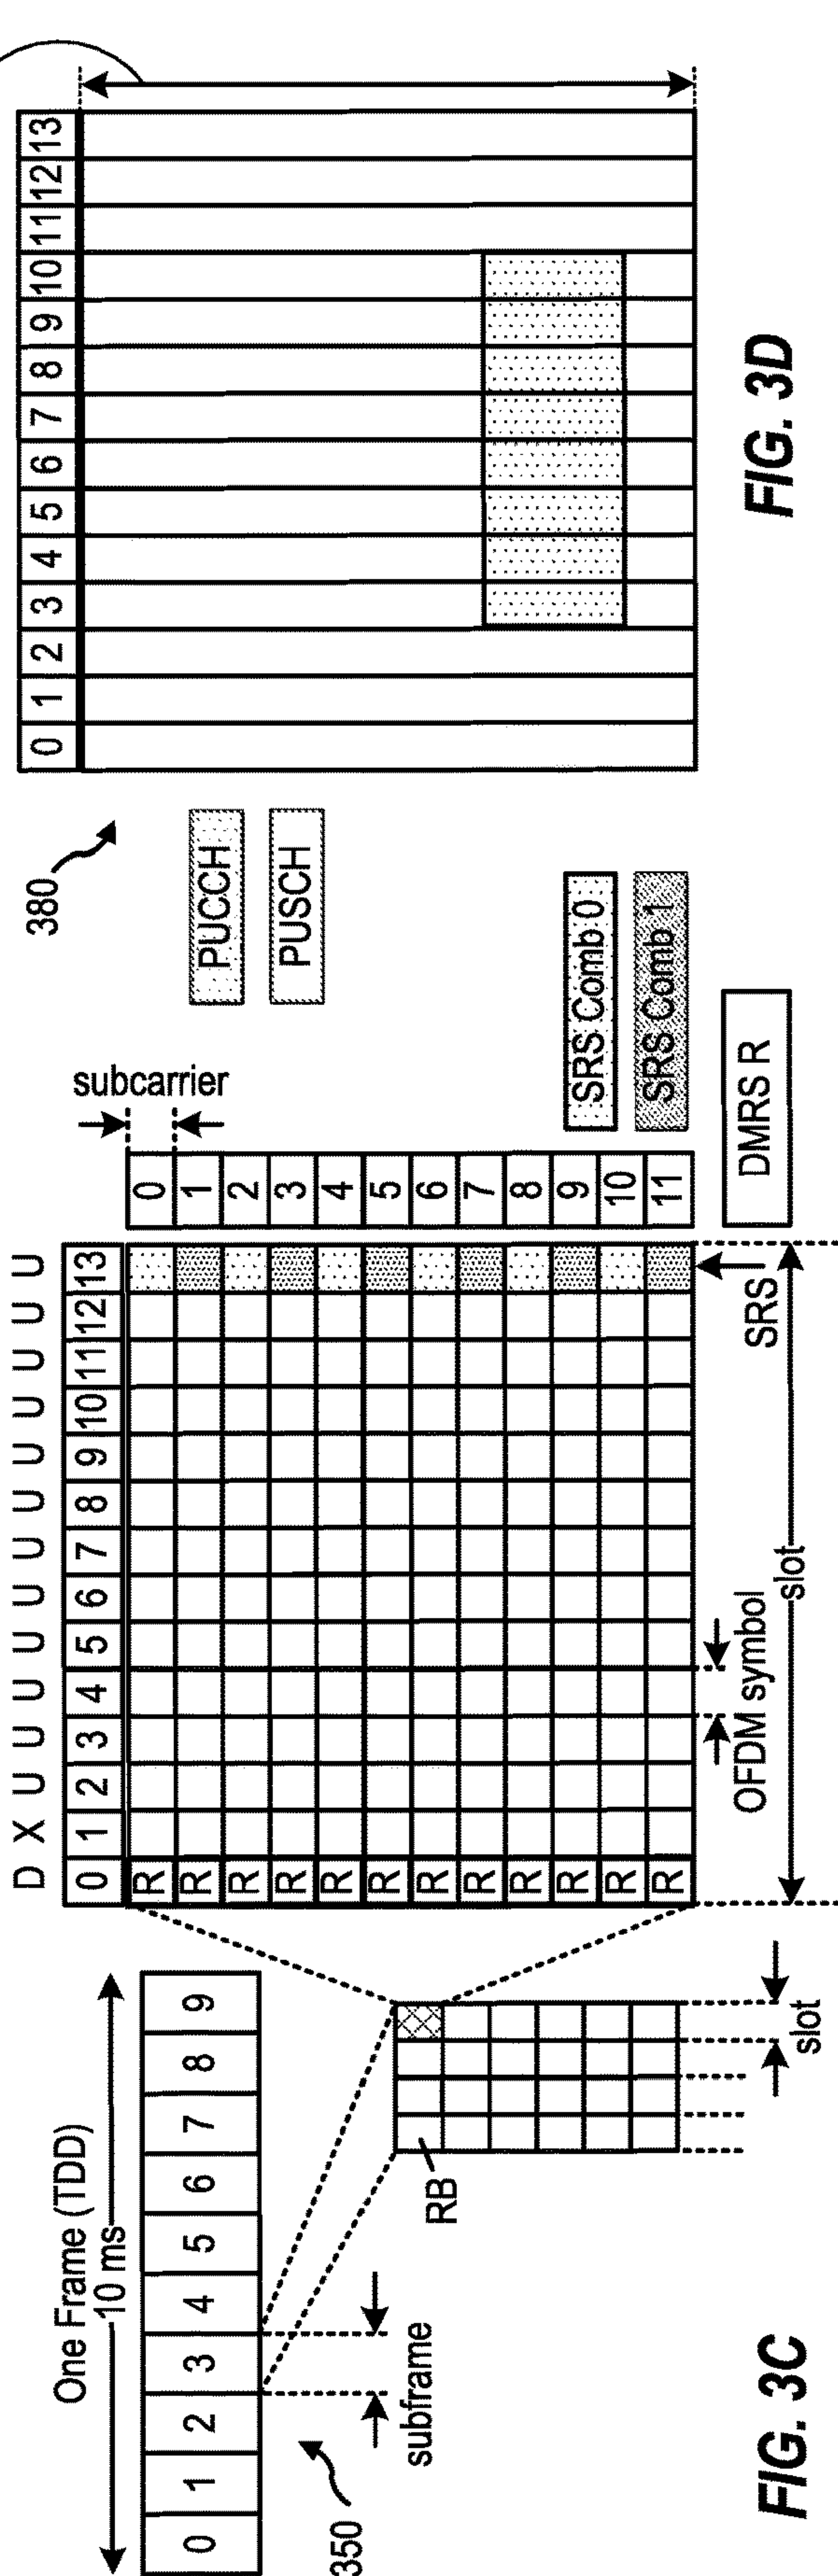 One Frame (TDD)
10 ms
0 1 2 3 4 5 6 7 8 9
350
subframe
RB
slot
FIG. 3C
D X U U U U U U U U U U U U
0 1 2 3 4 5 6 7 8 9 10 11 12 13
R
R
R
R
R
R
R
R
R
R
R
R
subcarrier
0
1
2
3
4
5
6
7
8
9
10
11
OFDM symbol
SRS
slot
SRS Comb 0
SRS Comb 1
DMRS R
380
PUCCH
PUSCH
0 1 2 3 4 5 6 7 8 9 10 11 12 13
FIG. 3D